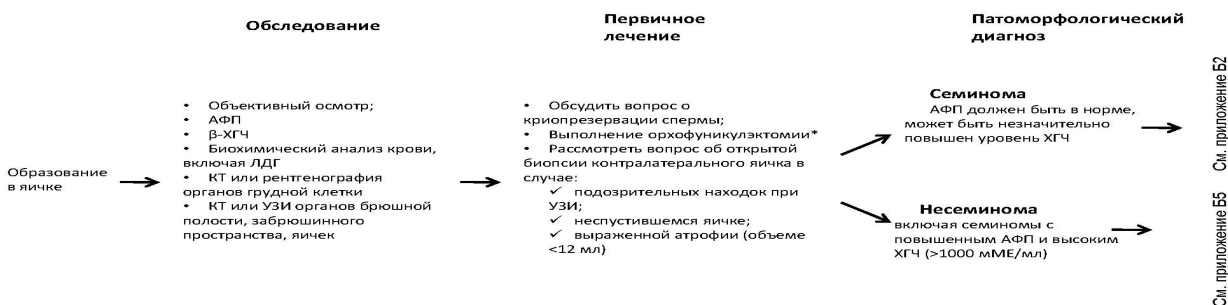 Обследование
Первичное
лечение
Патоморфологический
диагноз
Образование
в яичке
• Объективный осмотр;
• АФП
• β-ХГЧ
• Биохимический анализ крови,
включая ЛДГ
• КТ или рентгенография
органов грудной клетки
• КТ или УЗИ органов брюшной
полости, забрюшинного
пространства, яичек
• Обсудить вопрос о
криопрезервации спермы;
• Выполнение орхофуникулэктомии*
• Рассмотреть вопрос об открытой
биопсии контралатерального яичка в
случае:
✓ подозрительных находок при
УЗИ;
✓ неспустившемся яичке;
✓ выраженной атрофии (объеме
<12 мл)
Семинома
АФП должен быть в норме,
может быть незначительно
повышен уровень ХГЧ
См. приложение Б2
Несеминома
включая семиномы с
повышенным АФП и высоким
ХГЧ (>1000 мМЕ/мл)
См. приложение Б5